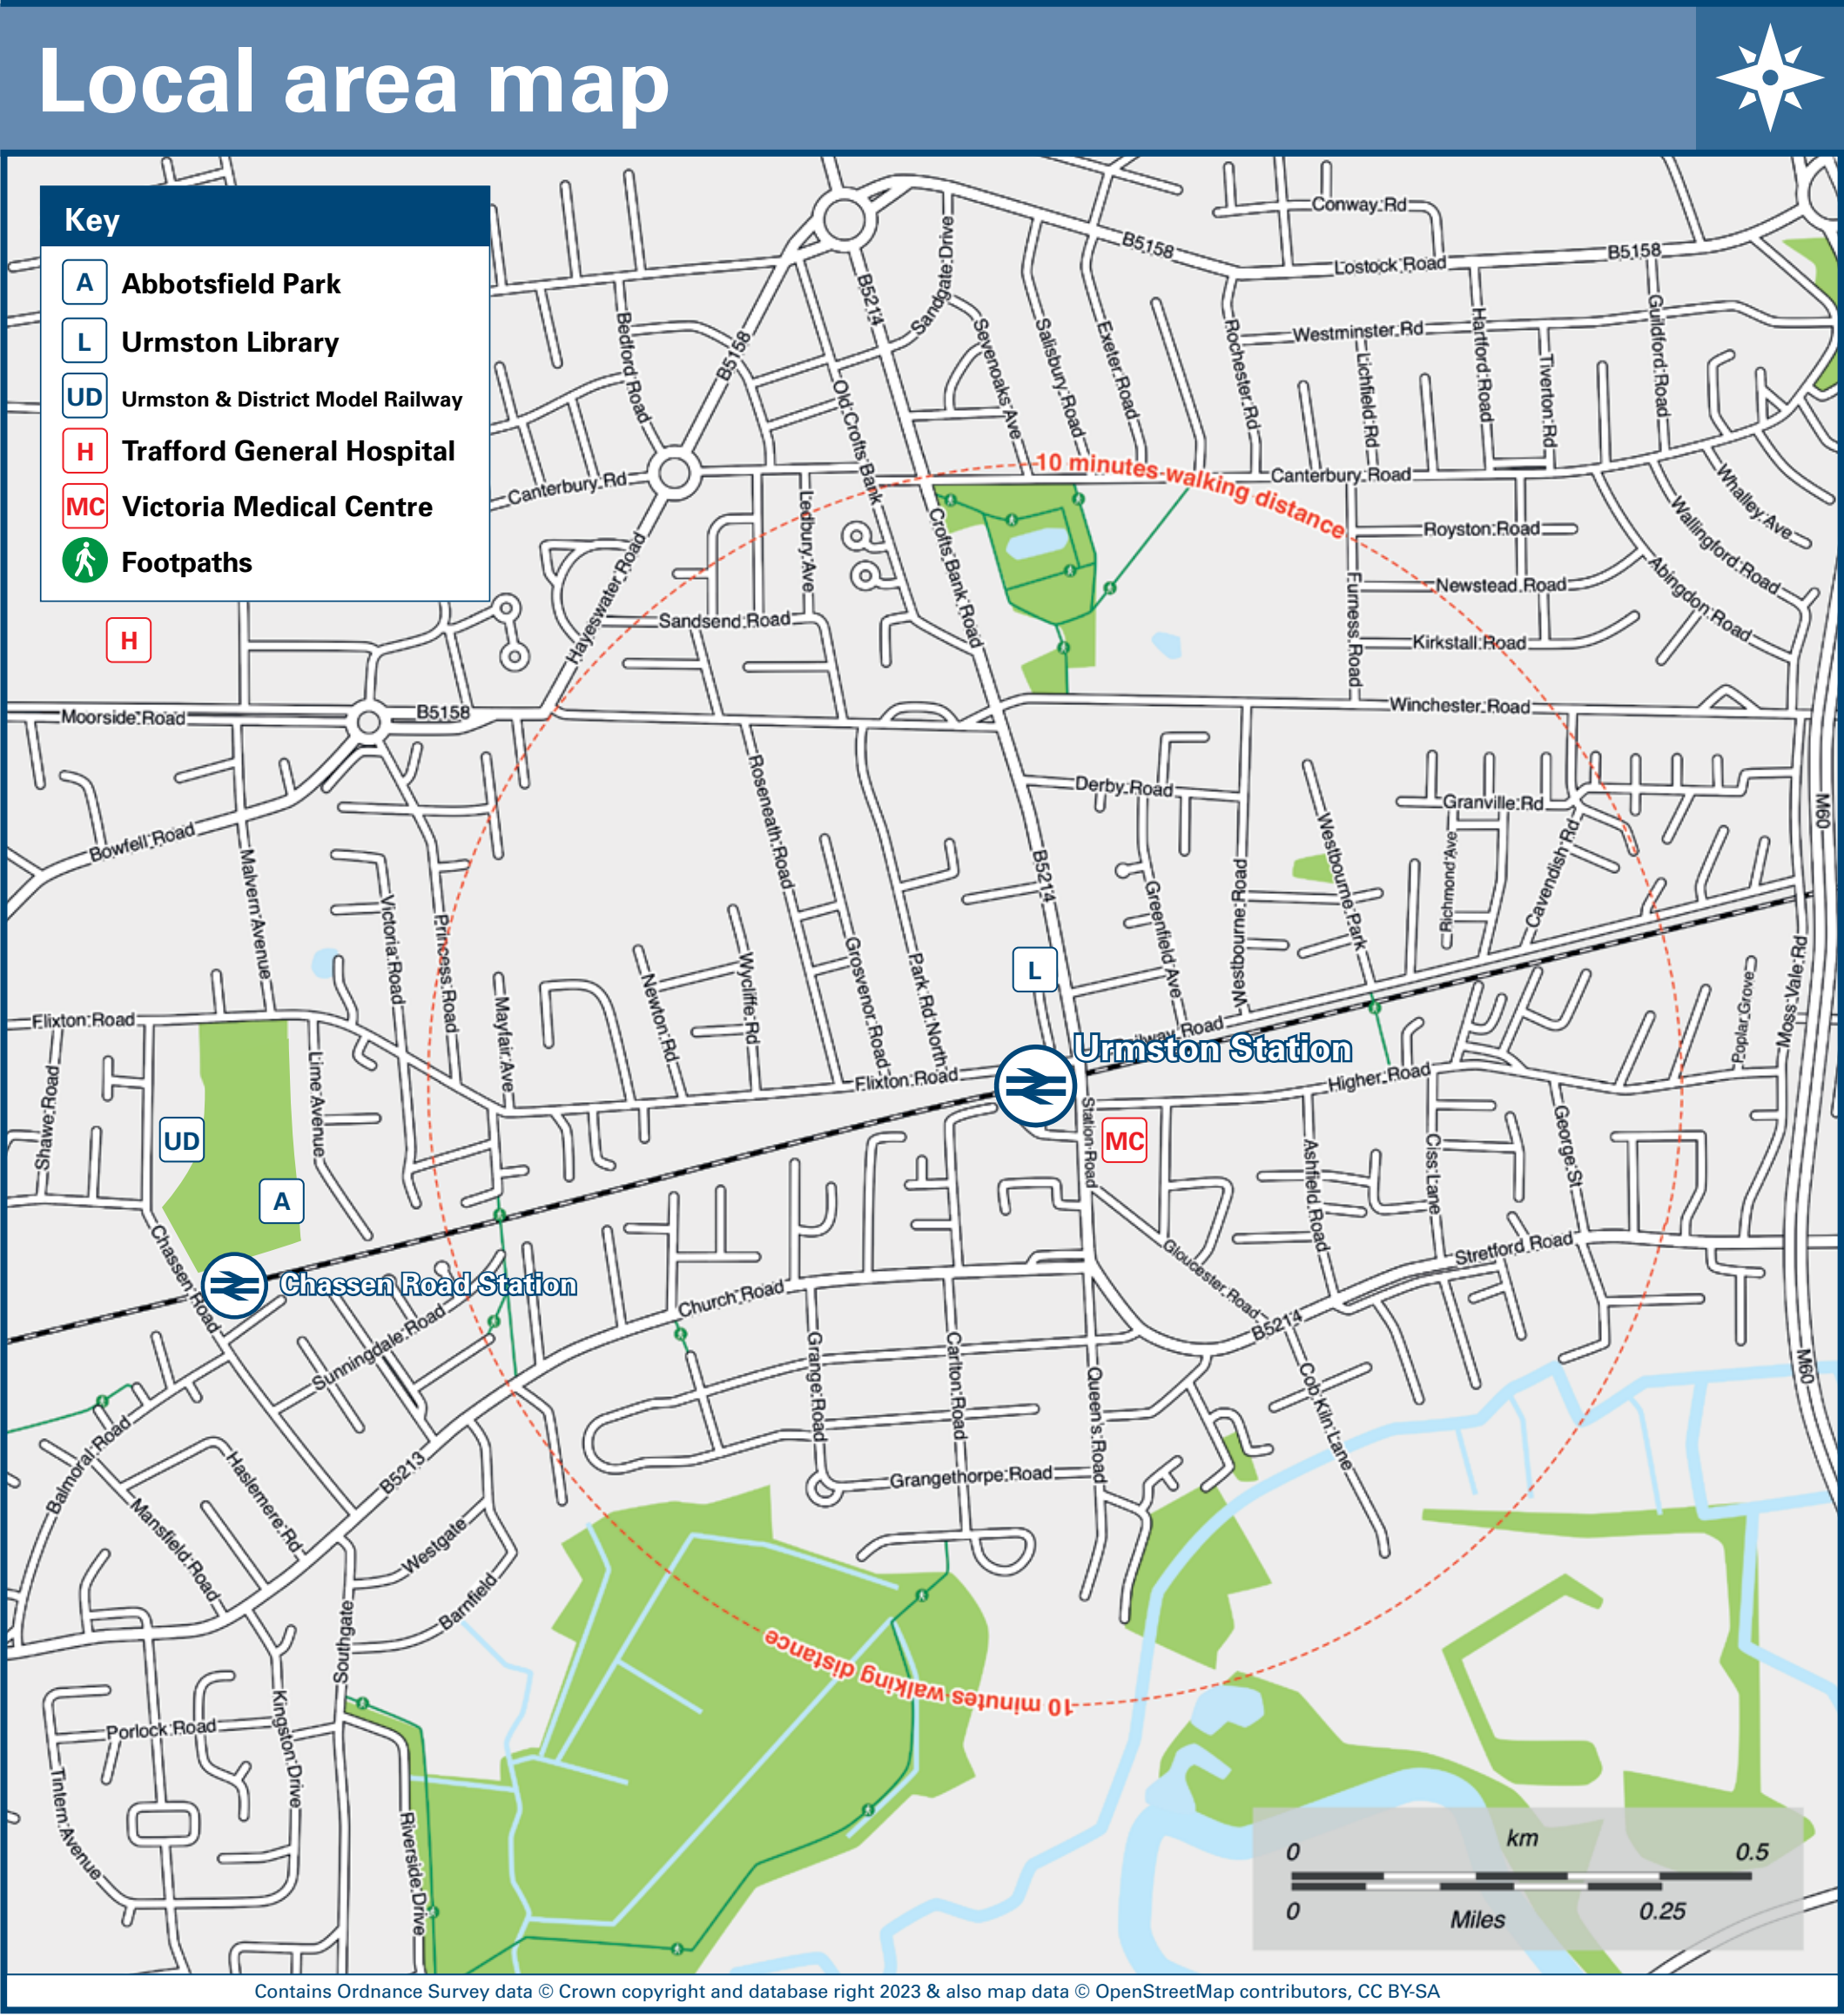 Local area map
Key
A Abbotsfield Park
L Urmston Library
UD Urmston & District Model Railway
H Trafford General Hospital
MC Victoria Medical Centre
Footpaths
Conway Rd
B5158
Lostock Road
B5158
B5214
Sandgate Drive
Bedford Road
B5158
Sevenoaks Ave
Salisbury Road
Exeter Road
Rochester Rd
Westminster Rd
Lichfield Rd
Hartford Road
Tiverton Rd
Guildford Road
Old Crofts Bank
10 minutes walking distance
Canterbury Rd
Canterbury Road
Whalley Ave
Wallingford Road
Ledbury Ave
Crofts Bank Road
Royston Road
Hayeswater Road
Newstead Road
Abingdon Road
Furness Road
Sandsend Road
Kirkstall Road
H
Moorside Road
B5158
Winchester Road
Roseneath Road
Derby Road
Granville Rd
M60
Bowfell Road
Malvern Avenue
B5214
Westbourne Park
Richmond Ave
Cavendish Rd
Victoria Road
Princess Road
Greenfield Ave
Westbourne Road
Grosvenor Road
Park Rd North
Newton Rd
Wycliffe Rd
Mayfair Ave
L
Moss Vale Rd
Poplar Grove
Flixton Road
Railway Road
Urmston Station
Flixton Road
Higher Road
Shawe Road
Lime Avenue
Station Road
MC
UD
Ashfield Road
Ciss Lane
George St
A
Chassen Road
Gloucester Road
Stretford Road
Chassen Road Station
Church Road
B5214
Sunningdale Road
Grange Road
Carlton Road
Queen's Road
Cob Kiln Lane
M60
Balmoral Road
Haslemere Rd
B5213
Grangethorpe Road
Mansfield Road
Westgate
Barnfield
Southgate
10 minutes walking distance
Porlock Road
Kingston Drive
Tintern Avenue
Riverside Drive
km
0 0.5
0 0.25
Miles
Contains Ordnance Survey data © Crown copyright and database right 2023 & also map data © OpenStreetMap contributors, CC BY-SA